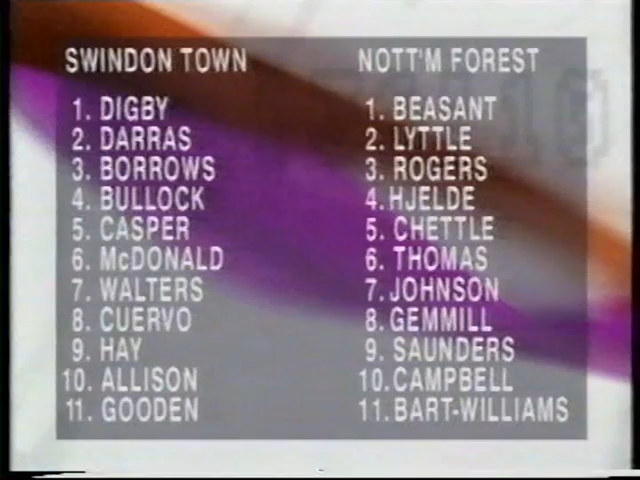 SWINDON TOWN
1. DIGBY
2. DARRAS
3. BORROWS
4. BULLOCK
5. CASPER
6. McDONALD
7. WALTERS
8. CUERVO
9. HAY
10. ALLISON
11. GOODEN
NOTT'M FOREST
1. BEASANT
2. LYTTLE
3. ROGERS
4. HJELDE
5. CHETTLE
6. THOMAS
7. JOHNSON
8. GEMMILL
9. SAUNDERS
10. CAMPBELL
11. BART-WILLIAMS